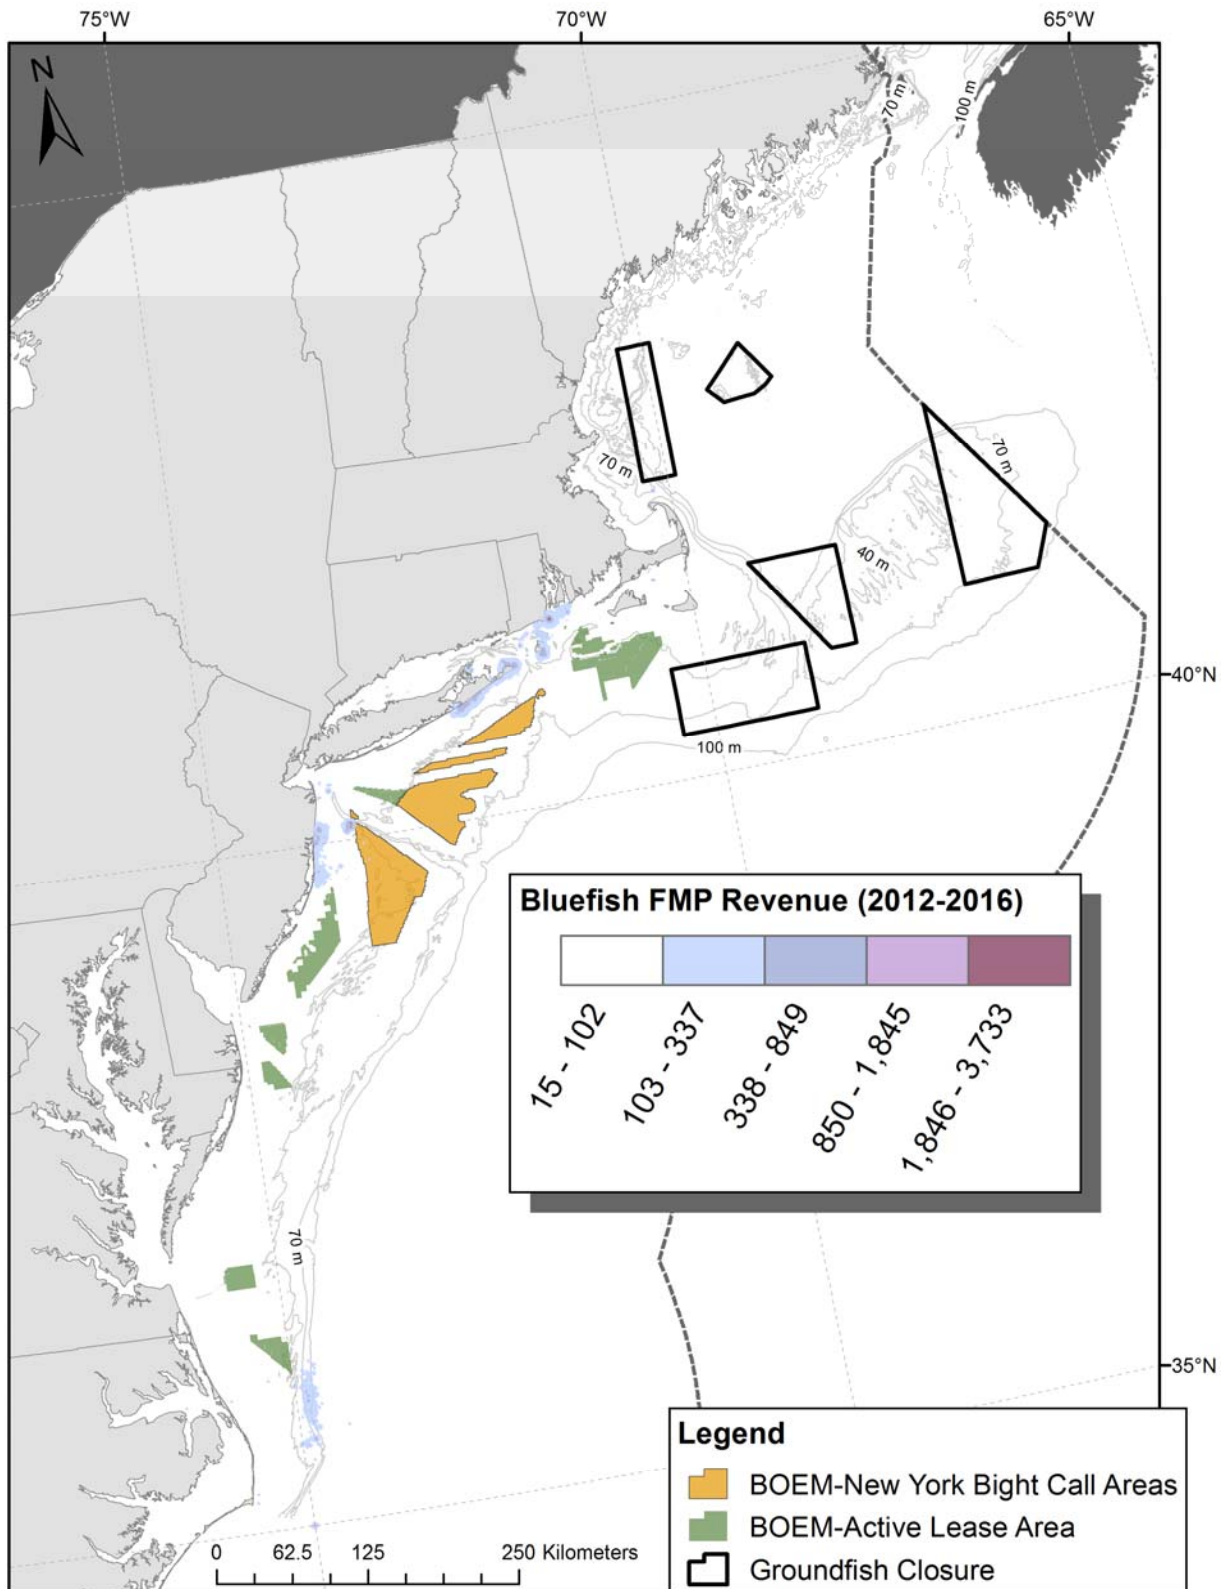 75°W 70°W 65°W
N
70 m
100 m
70 m
70 m
40 m
40°N
100 m
Bluefish FMP Revenue (2012-2016)
15 - 102
103 - 337
338 - 849
850 - 1,845
1,846 - 3,733
70 m
35°N
Legend
BOEM-New York Bight Call Areas
BOEM-Active Lease Area
Groundfish Closure
0 62.5 125 250 Kilometers